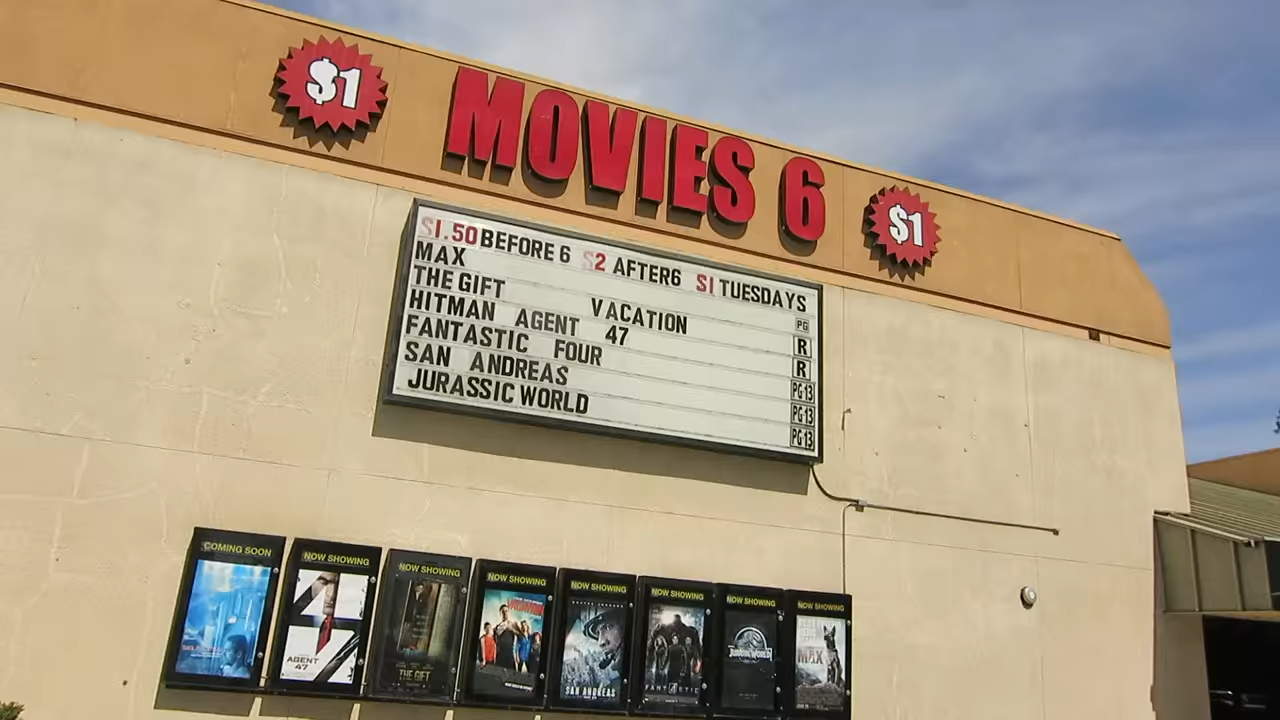 $1 MOVIES 6 $1
$1.50 BEFORE 6 $2 AFTER6 $1 TUESDAYS
MAX PG
THE GIFT VACATION R
HITMAN AGENT 47 R
FANTASTIC FOUR PG13
SAN ANDREAS PG13
JURASSIC WORLD PG13
COMING SOON
NOW SHOWING
AGENT
47
NOW SHOWING
THE GIFT
NOW SHOWING
VACATION
NOW SHOWING
SAN ANDREAS
NOW SHOWING
FANTASTIC
NOW SHOWING
JURASSIC WORLD
NOW SHOWING
MAX